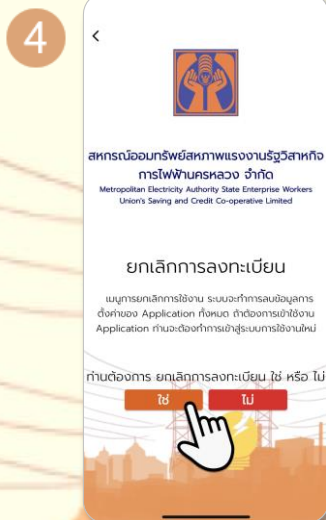 4
สหกรณ์ออมทรัพย์สหภาพแรงงานรัฐวิสาหกิจ
การไฟฟ้านครหลวง จำกัด
Metropolitan Electricity Authority State Enterprise Workers
Union's Saving and Credit Co-operative Limited
ยกเลิกการลงทะเบียน
เมนูการยกเลิกการใช้งาน ระบบจะทำการลบข้อมูลการ
ตั้งค่าของ Application ทั้งหมด ถ้าต้องการเข้าใช้งาน
Application ท่านจะต้องทำการเข้าสู่ระบบการใช้งานใหม่
ท่านต้องการ ยกเลิกการลงทะเบียน ใช่ หรือ ไม่
ใช่ ไม่